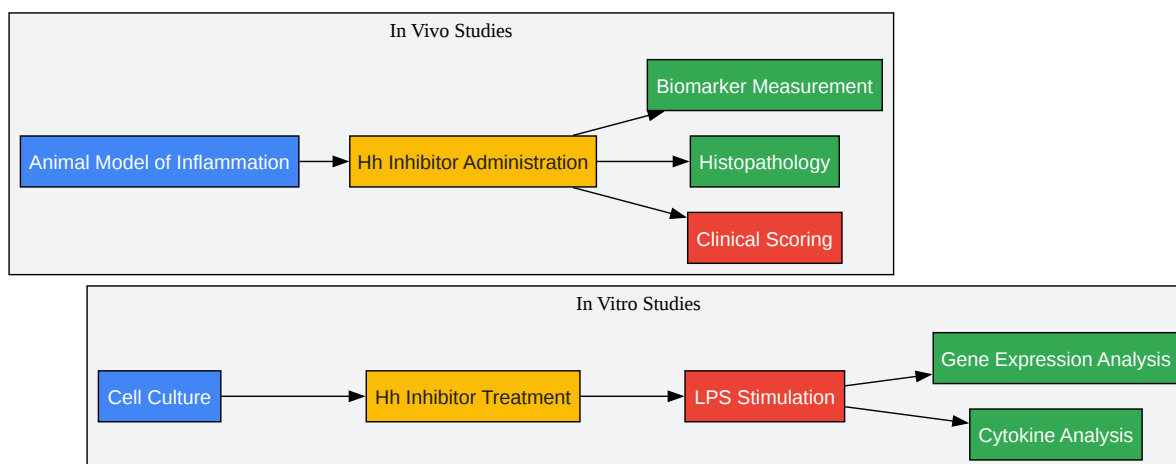 In Vivo Studies
Biomarker Measurement
Animal Model of Inflammation
Hh Inhibitor Administration
Histopathology
Clinical Scoring
In Vitro Studies
Gene Expression Analysis
Cell Culture
Hh Inhibitor Treatment
LPS Stimulation
Cytokine Analysis